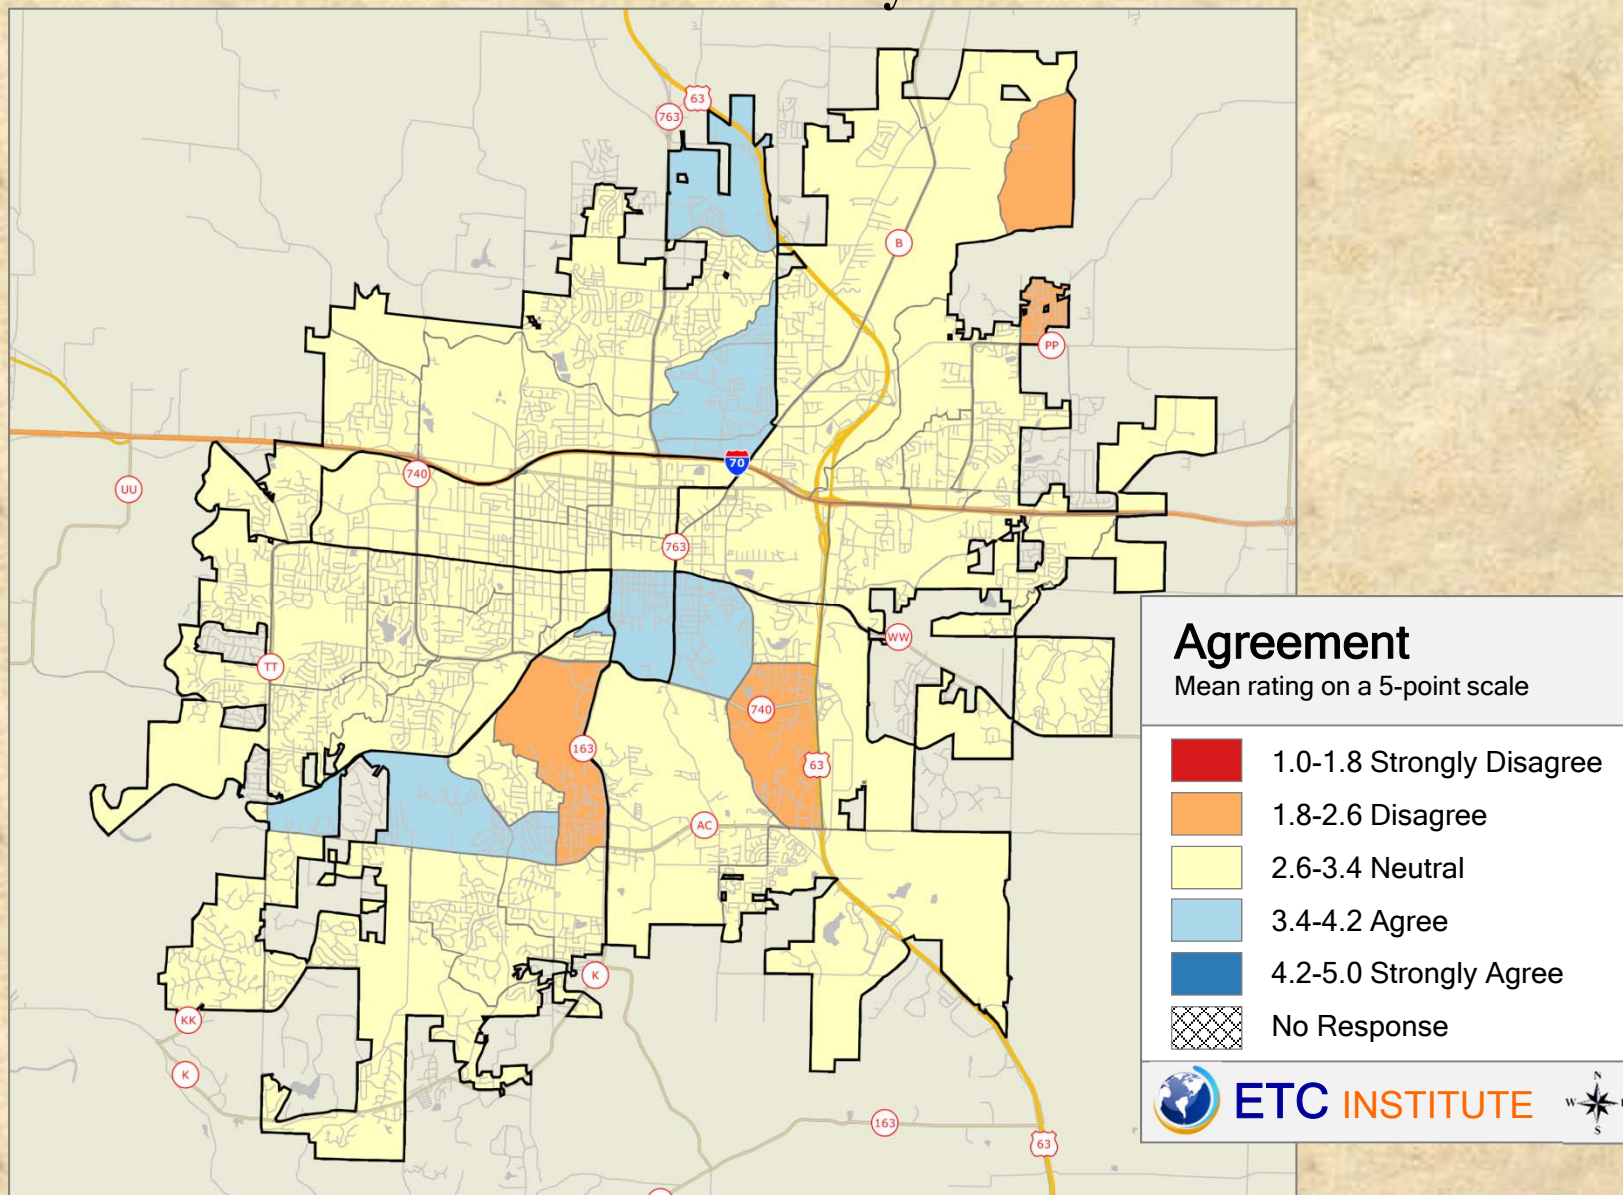 y
63
763
B
PP
70
740
UU
763
WW
TT
740
163
63
AC
K
KK
K
163
63
Agreement
Mean rating on a 5-point scale
1.0-1.8 Strongly Disagree
1.8-2.6 Disagree
2.6-3.4 Neutral
3.4-4.2 Agree
4.2-5.0 Strongly Agree
No Response
ETC INSTITUTE
N
W
S